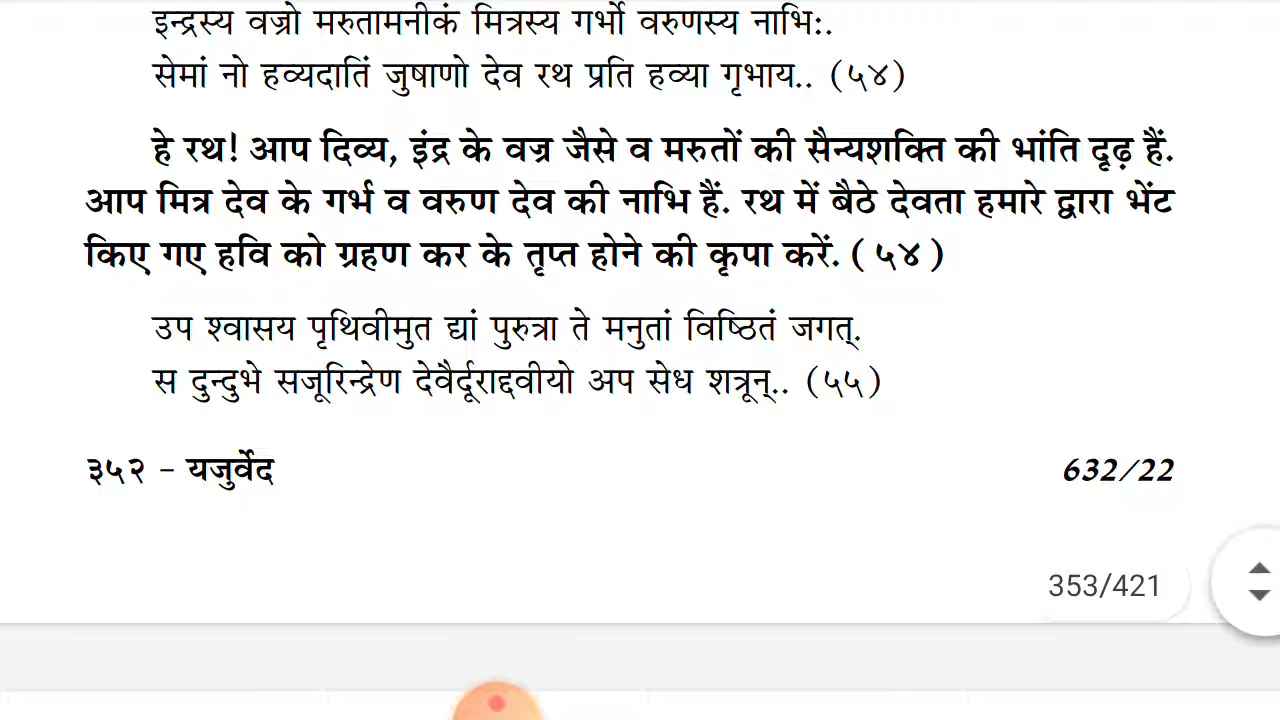 इन्द्रस्य वज्रो मरुतामनीकं मित्रस्य गर्भो वरुणस्य नाभि:.
सेमां नो हव्यदातिं जुषाणो देव रथ प्रति हव्या गृभाय.. (५४)
हे रथ! आप दिव्य, इंद्र के वज्र जैसे व मरुतों की सैन्यशक्ति की भांति दृढ़ हैं.
आप मित्र देव के गर्भ व वरुण देव की नाभि हैं. रथ में बैठे देवता हमारे द्वारा भेंट
किए गए हवि को ग्रहण कर के तृप्त होने की कृपा करें. (५४)
उप श्वासय पृथिवीमुत द्यां पुरुत्रा ते मनुतां विष्ठितं जगत्.
स दुन्दुभे सजूरिन्द्रेण देवैर्दूराद्दवीयो अप सेध शत्रून्.. (५५)
३५२ - यजुर्वेद 632/22
353/421